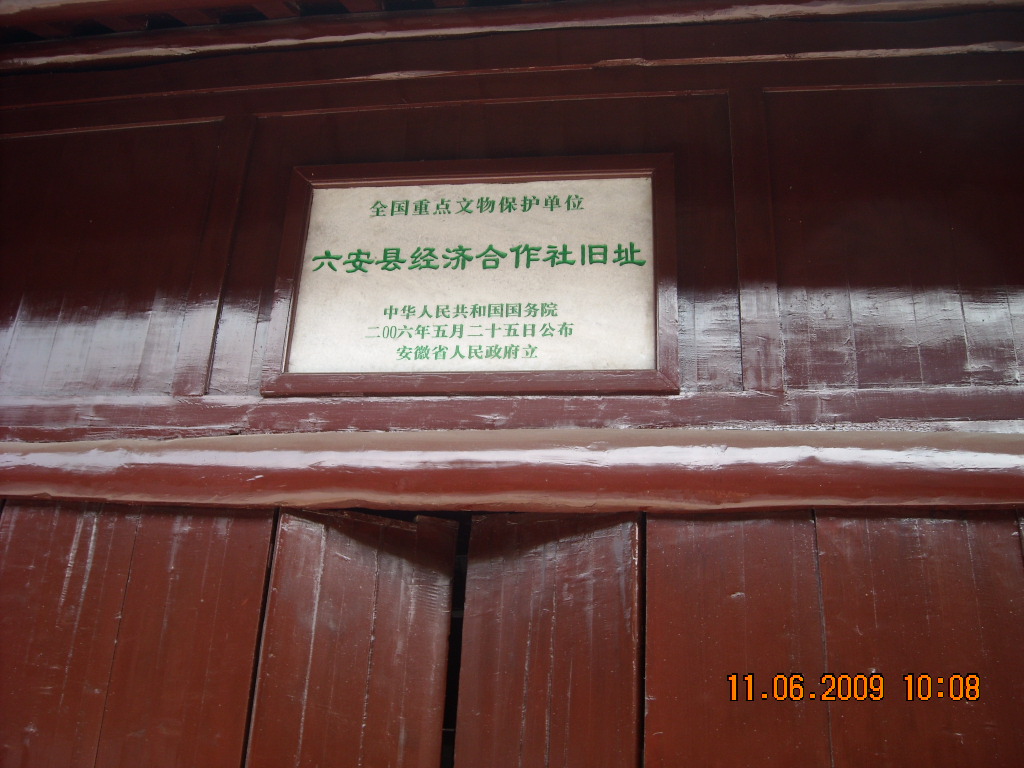 全国重点文物保护单位
六安县经济合作社旧址
中华人民共和国国务院
二00六年五月二十五日公布
安徽省人民政府立
11.06.2009 10:08